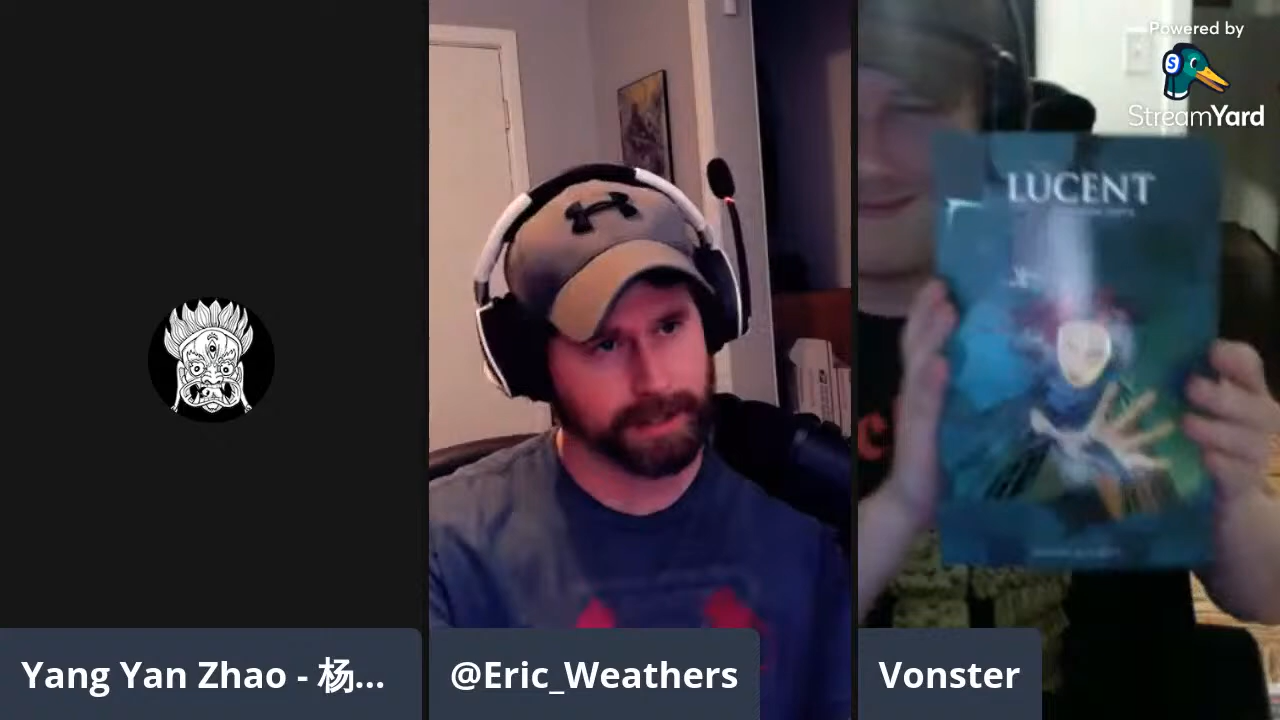 Powered by
S
StreamYard
LUCENT
Yang Yan Zhao - 杨...
@Eric_Weathers
Vonster